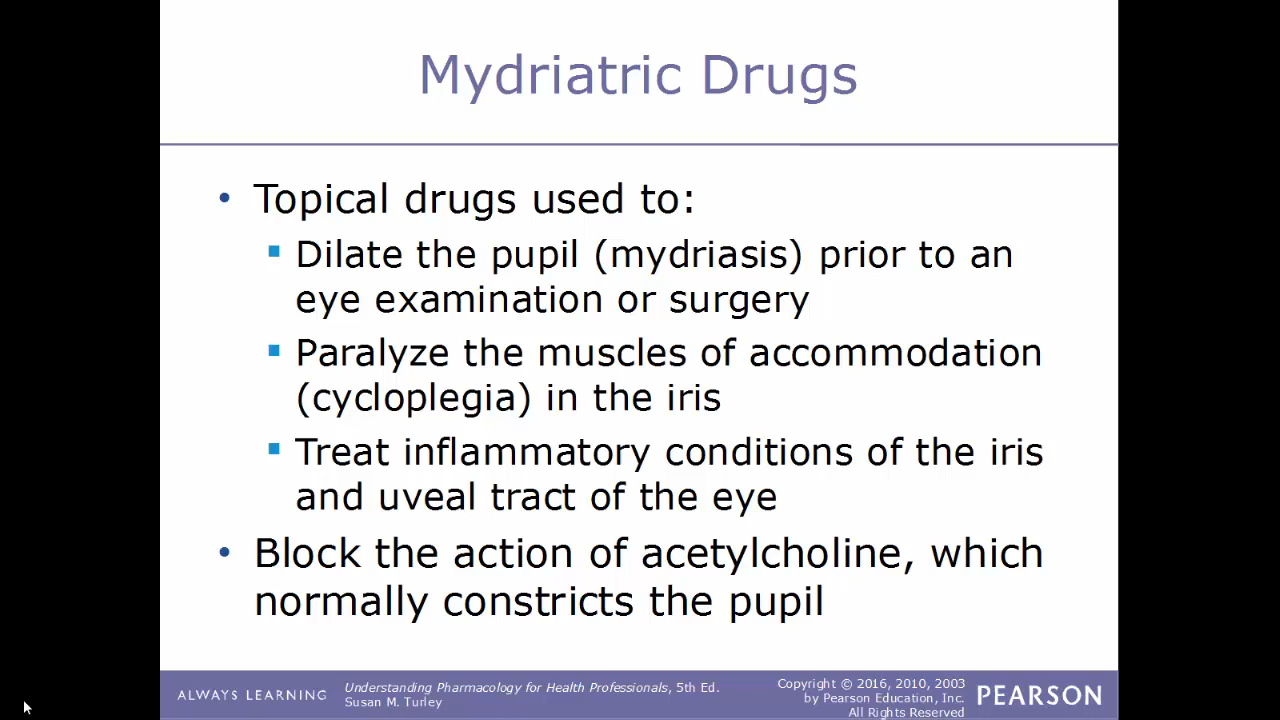 Mydriatric Drugs
• Topical drugs used to:
▪ Dilate the pupil (mydriasis) prior to an
eye examination or surgery
▪ Paralyze the muscles of accommodation
(cycloplegia) in the iris
▪ Treat inflammatory conditions of the iris
and uveal tract of the eye
• Block the action of acetylcholine, which
normally constricts the pupil
ALWAYS LEARNING
Understanding Pharmacology for Health Professionals, 5th Ed.
Susan M. Turley
Copyright © 2016, 2010, 2003
by Pearson Education, Inc.
All Rights Reserved
PEARSON